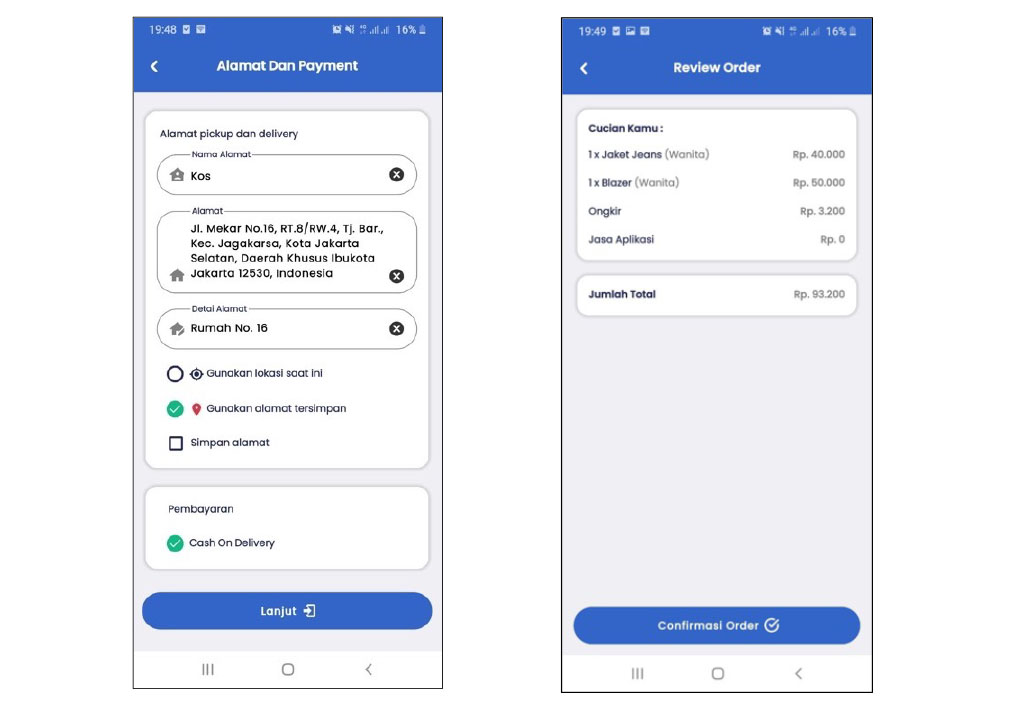 19:48
16%
Alamat Dan Payment
Alamat pickup dan delivery
Nama Alamat
Kos
Alamat
Jl. Mekar No.16, RT.8/RW.4, Tj. Bar.,
Kec. Jagakarsa, Kota Jakarta
Selatan, Daerah Khusus Ibukota
Jakarta 12530, Indonesia
Detal Alamat
Rumah No. 16
Gunakan lokasi saat ini
Gunakan alamat tersimpan
Simpan alamat
Pembayaran
Cash On Delivery
Lanjut
19:49
16%
Review Order
Cucian Kamu :
1 x Jaket Jeans (Wanita) Rp. 40.000
1 x Blazer (Wanita) Rp. 50.000
Ongkir Rp. 3.200
Jasa Aplikasi Rp. 0
Jumlah Total Rp. 93.200
Confirmasi Order